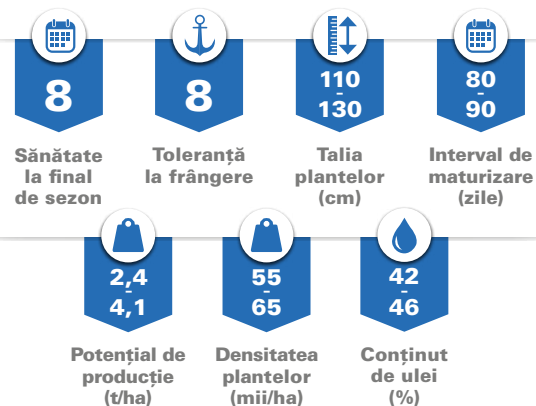 8
Sănătate
la final
de sezon
8
Toleranță
la frângere
110
-
130
Talia
plantelor
(cm)
80
-
90
Interval de
maturizare
(zile)
2,4
-
4,1
Potențial de
producție
(t/ha)
55
-
65
Densitatea
plantelor
(mii/ha)
42
-
46
Conținut
de ulei
(%)